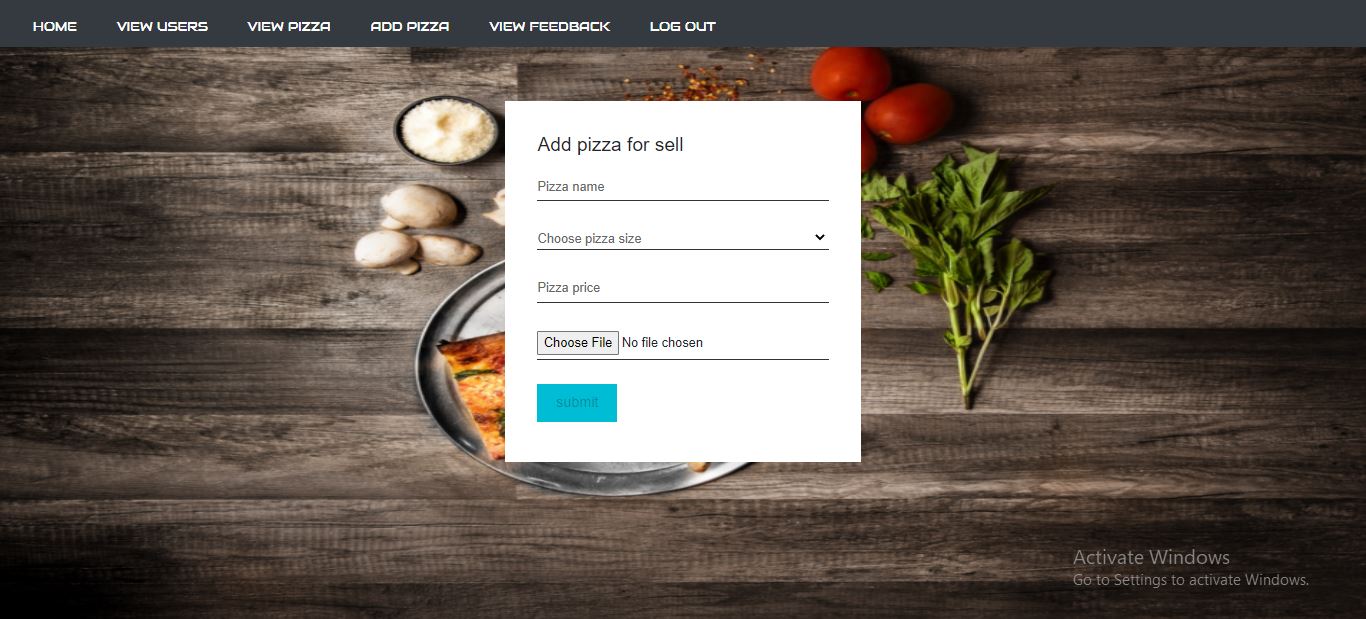 HOME VIEW USERS VIEW PIZZA ADD PIZZA VIEW FEEDBACK LOG OUT
Add pizza for sell
Pizza name
Choose pizza size
Pizza price
Choose File No file chosen
submit
Activate Windows
Go to Settings to activate Windows.